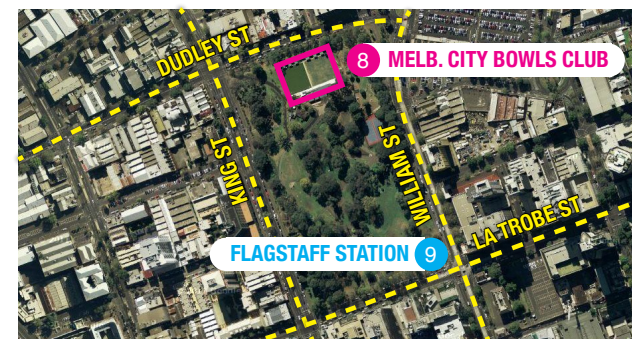 DUDLEY ST
8 MELB. CITY BOWLS CLUB
KING ST
WILLIAM ST
LA TROBE ST
FLAGSTAFF STATION 9